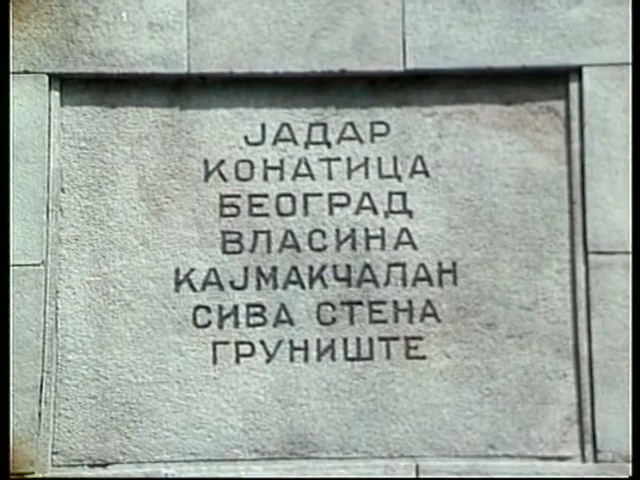 ЈАДАР
КОНАТИЦА
БЕОГРАД
ВЛАСИНА
КАЈМАКЧАЛАН
СИВА СТЕНА
ГРУНИШТЕ